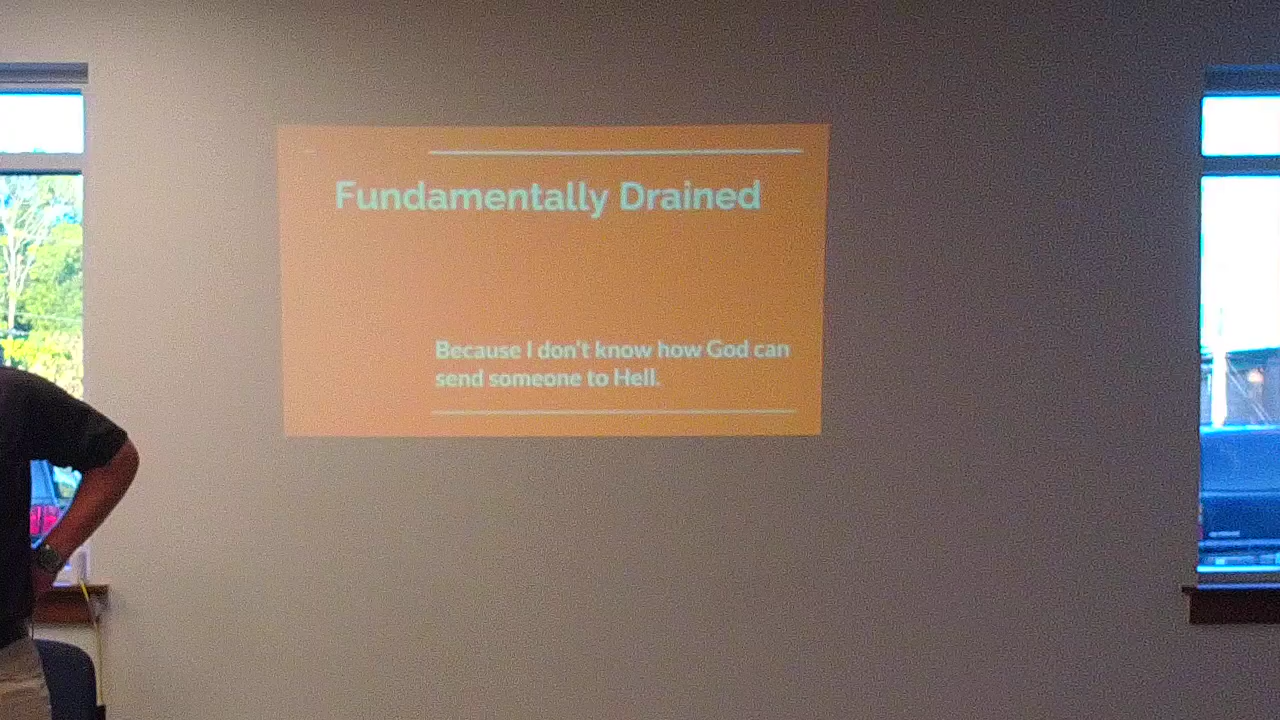 Fundamentally Drained
Because I don't know how God can
send someone to Hell.